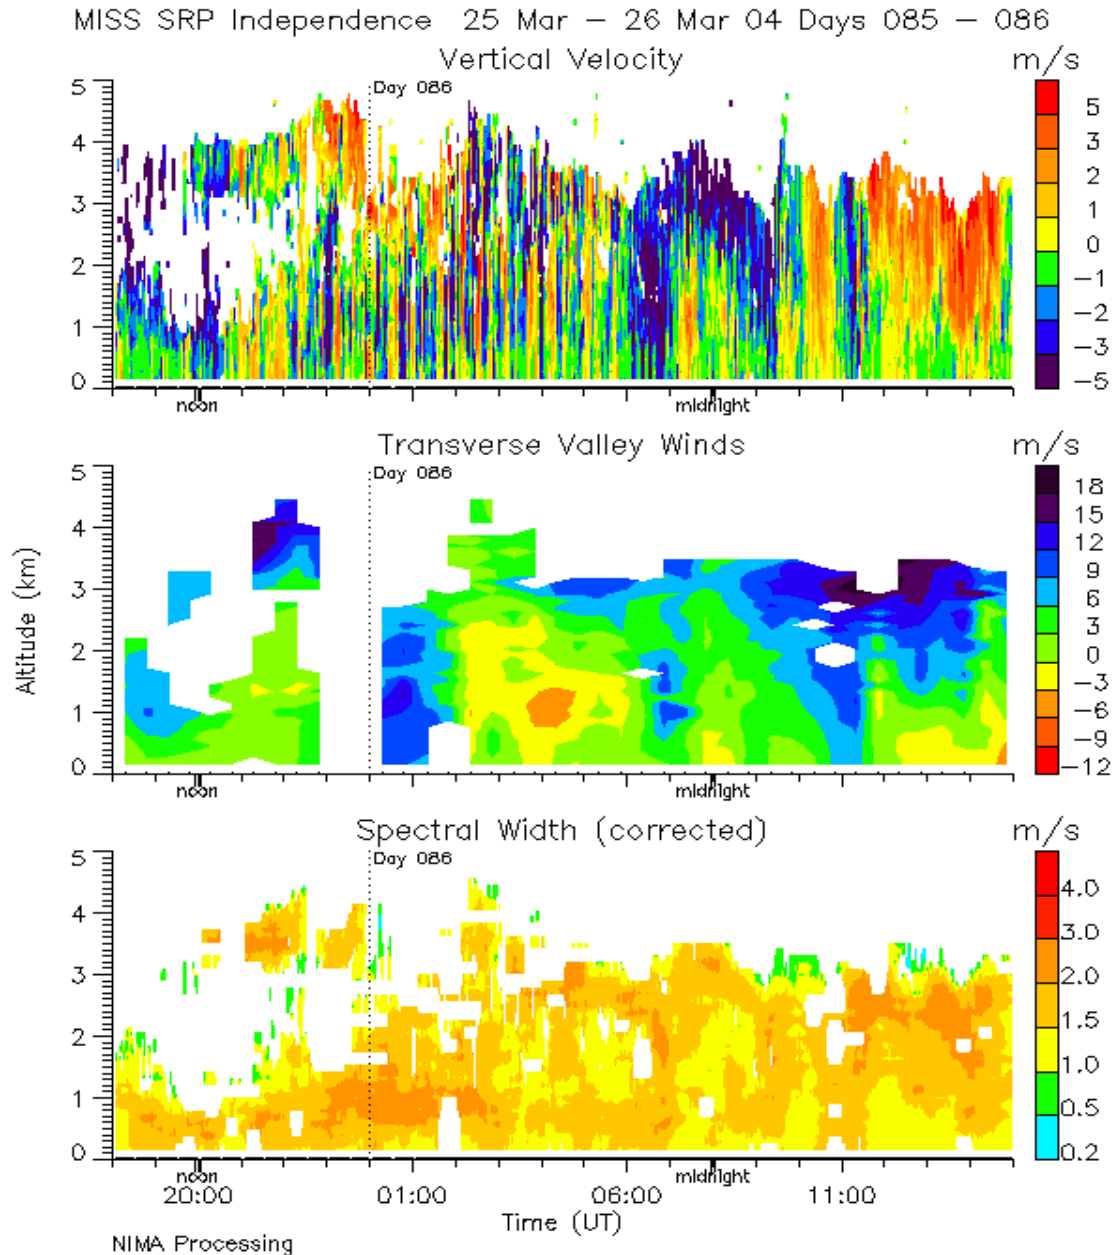 MISS SRP Independence 25 Mar – 26 Mar 04 Days 085 – 086
Vertical Velocity
m/s
Day 086
5
4
3
2
1
0
noon
midnight
5
3
2
1
0
−1
−2
−3
−5
Transverse Valley Winds
m/s
Day 086
5
4
3
2
1
0
Altitude (km)
noon
midnight
18
15
12
9
6
3
0
−3
−6
−9
−12
Spectral Width (corrected)
m/s
Day 086
5
4
3
2
1
0
4.0
3.0
2.0
1.5
1.0
0.5
0.2
noon
midnight
20:00 01:00 06:00 11:00
Time (UT)
NIMA Processing